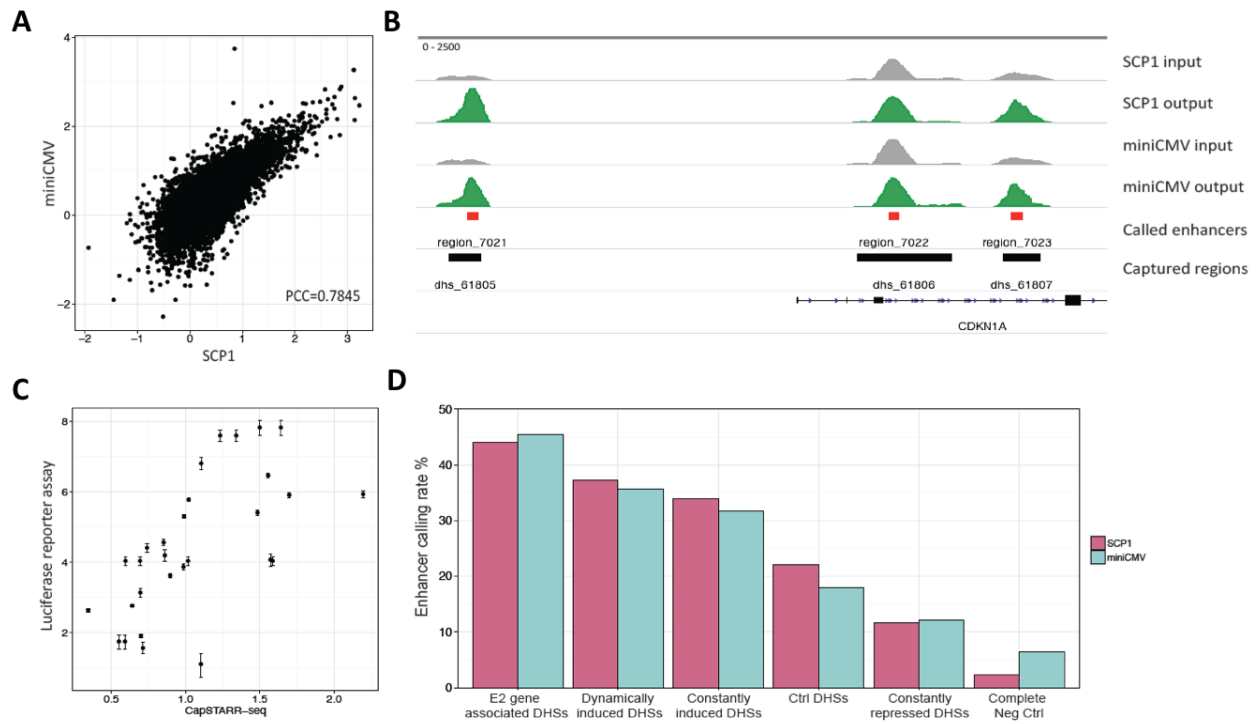 A
miniCMV
4
2
0
−2
PCC=0.7845
−2
−1
0
1
2
3
SCP1
B
0 - 2500
SCP1 input
SCP1 output
miniCMV input
miniCMV output
Called enhancers
region_7021
region_7022
region_7023
Captured regions
dhs_61805
dhs_61806
dhs_61807
CDKN1A
C
Luciferase reporter assay
8
6
4
2
0.5
1.0
1.5
2.0
CapSTARR−seq
D
Enhancer calling rate %
50
40
30
20
10
0
SCP1
miniCMV
E2 gene
associated DHSs
Dynamically
induced DHSs
Constantly
induced DHSs
Ctrl DHSs
Constantly
repressed DHSs
Complete
Neg Ctrl